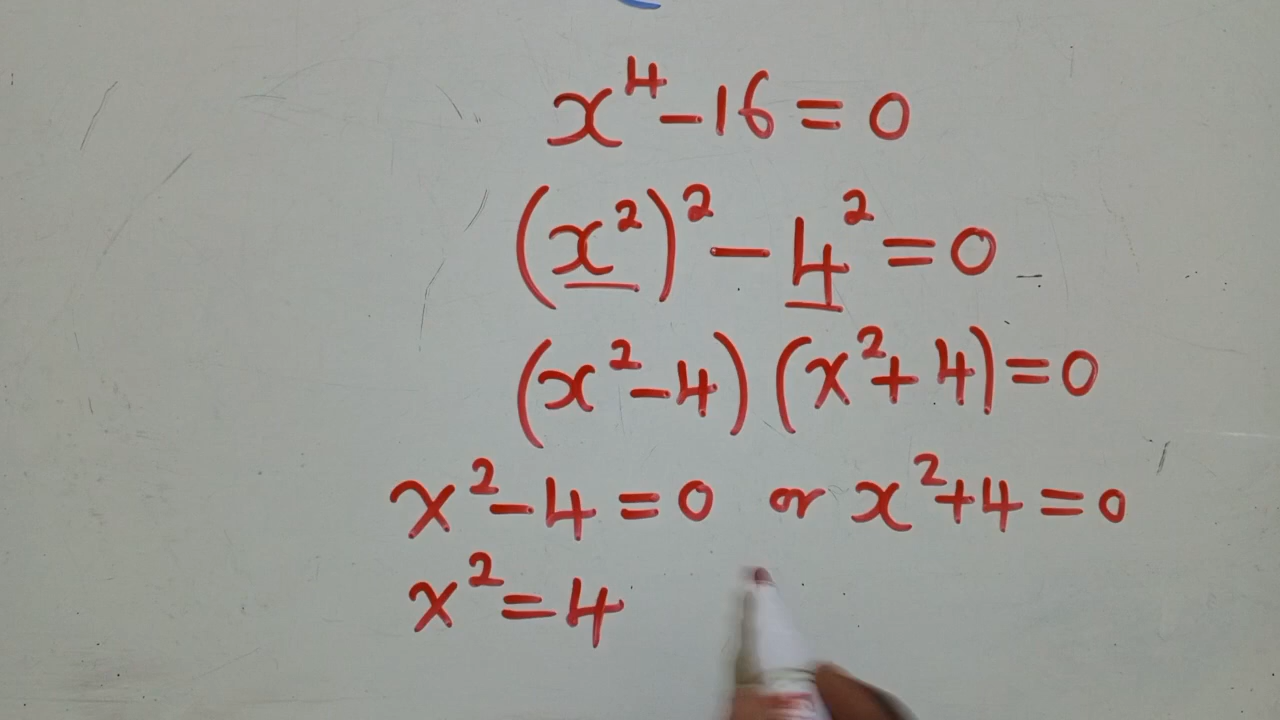 x⁴-16=0
(x²)²-4²=0
(x²-4)(x²+4)=0
x²-4=0 or x²+4=0
x²=4